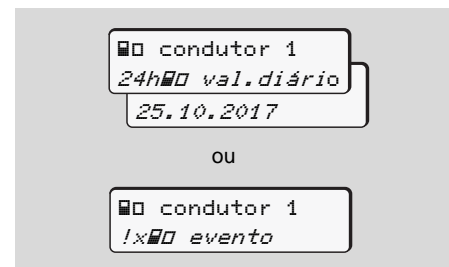 condutor 1
24h val.diário
25.10.2017
ou
condutor 1
!x evento